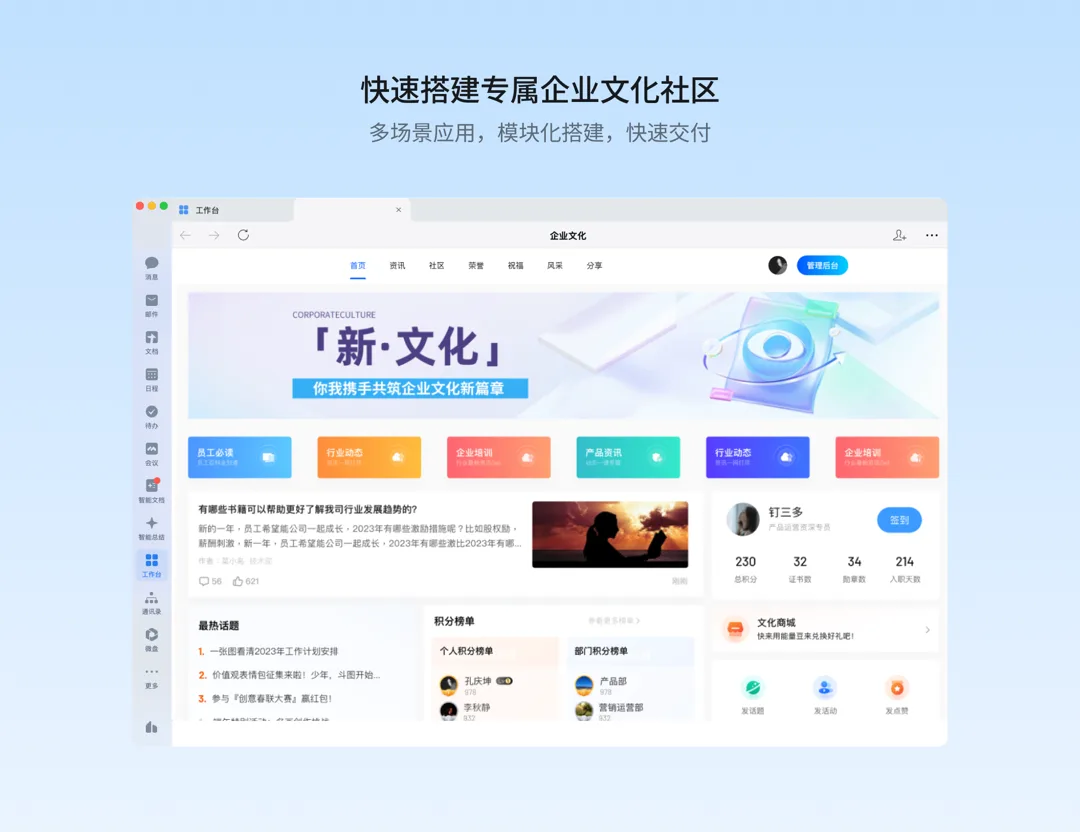 快速搭建专属企业文化社区
多场景应用，模块化搭建，快速交付
工作台
企业文化
消息
邮件
文档
日程
待办
会议
智能文档
智能总结
工作台
通讯录
微盘
更多
首页 资讯 社区 荣誉 祝福 风采 分享
管理后台
CORPORATECULTURE
「新·文化」
你我携手共筑企业文化新篇章
员工必读
行业动态
企业培训
产品资讯
行业动态
企业培训
有哪些书籍可以帮助更好了解我司行业发展趋势的?
新的一年，员工希望能公司一起成长，2023年有哪些激励措施呢？比如股权励，
薪酬刺激，新一年，员工希望能公司一起成长，2023年有哪些激比2023年有哪...
56 621
刚刚
钉三多
产品运营资深专员
签到
230 32 34 214
总积分 证书数 勋章数 入职天数
文化商城
快来用能量豆来兑换好礼吧!
发话题 发活动 发点赞
最热话题
1. 一张图看清2023年工作计划安排
2. 价值观表情包征集来啦！少年、斗图开始...
3. 参与『创意春联大赛』赢红包!
积分榜单
查看更多榜单
个人积分榜单
孔庆坤
978
李秋静
932
部门积分榜单
产品部
978
营销运营部
932